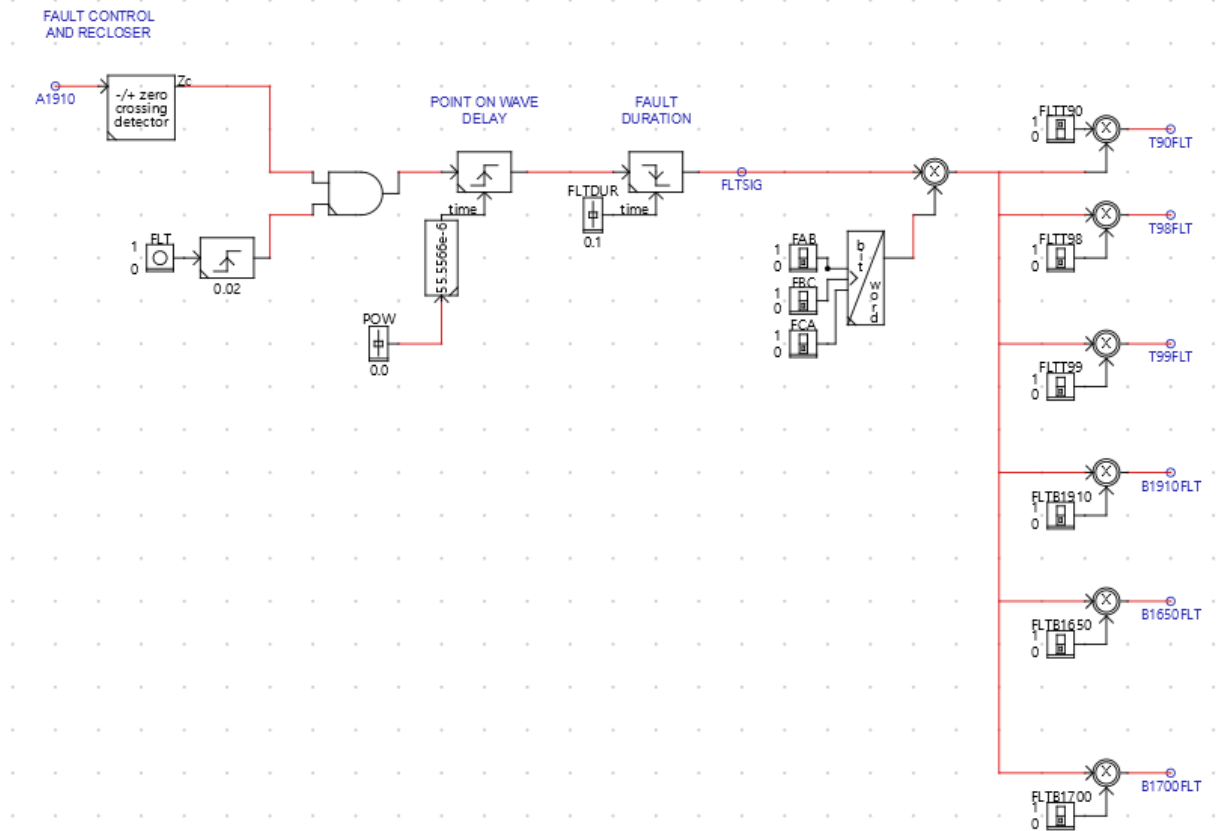 FAULT CONTROL
AND RECLOSER
A1910
-/+ zero
crossing
detector
Zc
1
0
FLT
0.02
POINT ON WAVE
DELAY
time
55.5566e-6
POW
0.0
FAULT
DURATION
FLTDUR
time
0.1
FLTSIG
FAB
1
0
FBC
1
0
FCA
1
0
bit
word
X
FLTT90
1
0
X
T90FLT
X
T98FLT
FLTT98
1
0
X
T99FLT
FLTT99
1
0
X
B1910FLT
FLTB1910
1
0
X
B1650FLT
FLTB1650
1
0
X
B1700FLT
FLTB1700
1
0